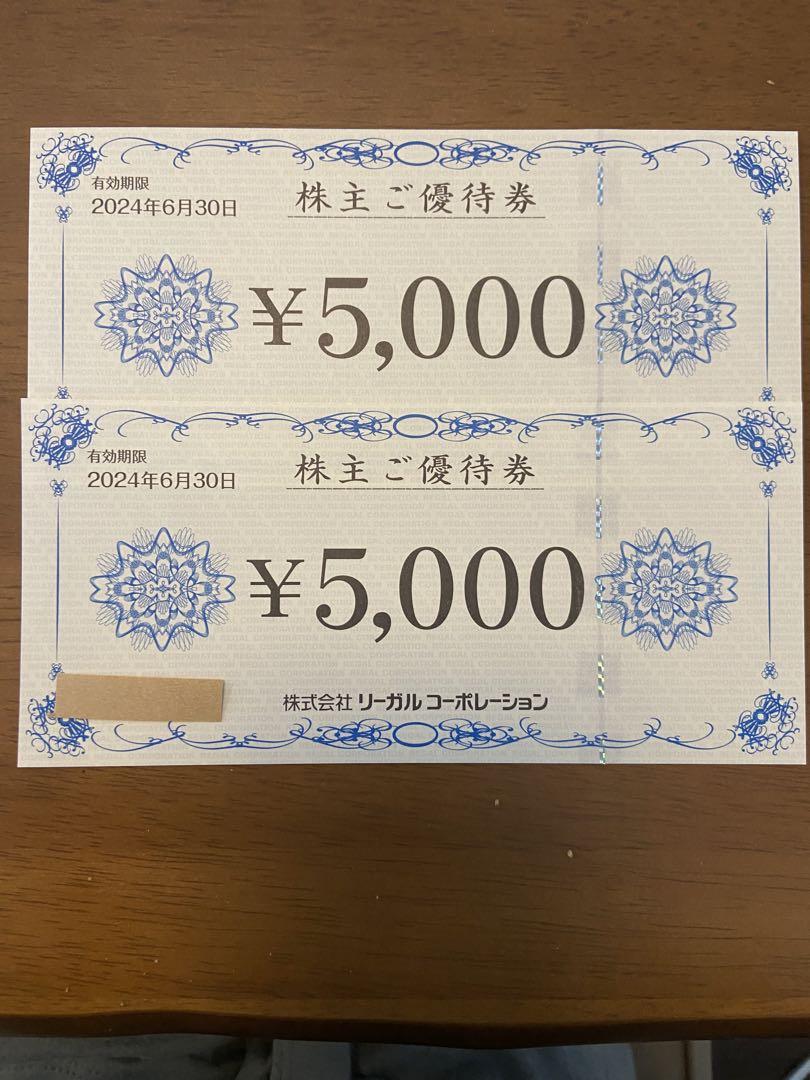 有効期限
2024年6月30日
株主ご優待券
¥5,000
有効期限
2024年6月30日
株主ご優待券
¥5,000
株式会社 リーガル コーポレーション